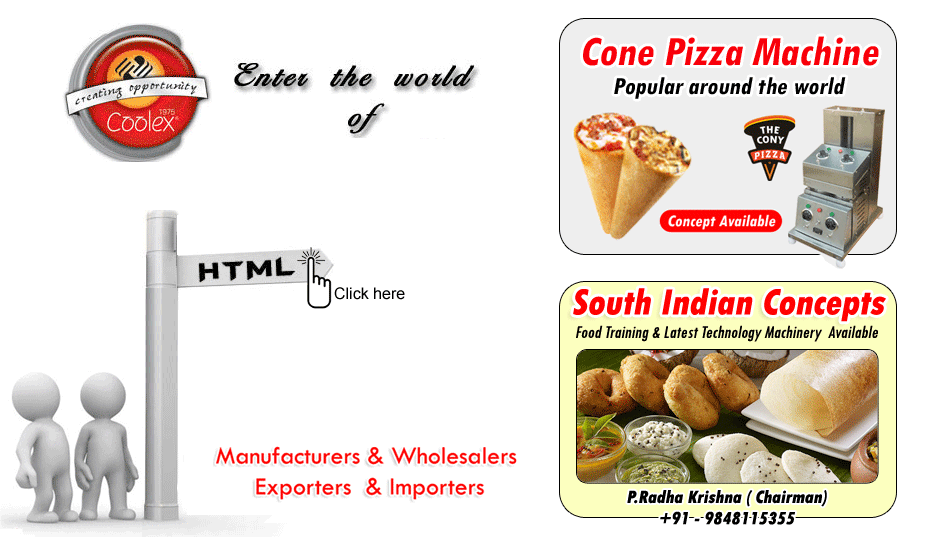 creating opportunity
1975
Coolex
Enter the world
of
HTML
Click here
Manufacturers & Wholesalers
Exporters & Importers
Cone Pizza Machine
Popular around the world
THE
CONY
PIZZA
Concept Available
South Indian Concepts
Food Training & Latest Technology Machinery Available
P.Radha Krishna ( Chairman)
+91 - 9848115355